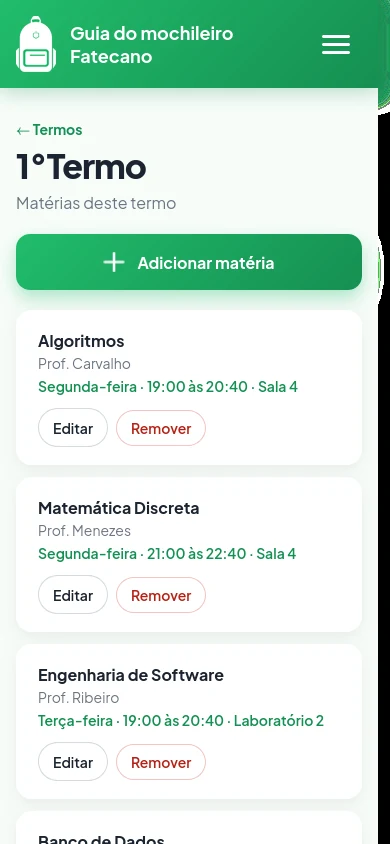 Guia do mochileiro
Fatecano
← Termos
1°Termo
Matérias deste termo
Adicionar matéria
Algoritmos
Prof. Carvalho
Segunda-feira · 19:00 às 20:40 · Sala 4
Editar Remover
Matemática Discreta
Prof. Menezes
Segunda-feira · 21:00 às 22:40 · Sala 4
Editar Remover
Engenharia de Software
Prof. Ribeiro
Terça-feira · 19:00 às 20:40 · Laboratório 2
Editar Remover
Banco de Dados